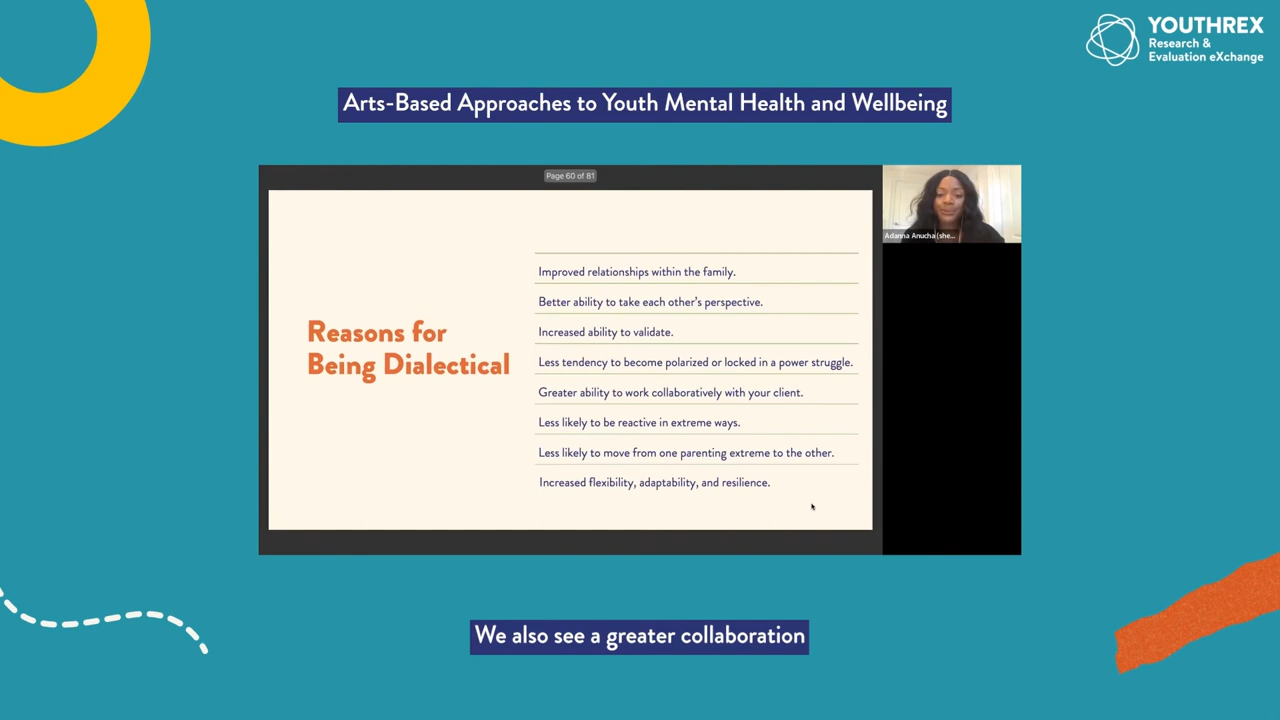 YOUTHREX
Research &
Evaluation eXchange
Arts-Based Approaches to Youth Mental Health and Wellbeing
Page 60 of 81
Adanna Anucha (she...
Reasons for
Being Dialectical
Improved relationships within the family.
Better ability to take each other's perspective.
Increased ability to validate.
Less tendency to become polarized or locked in a power struggle.
Greater ability to work collaboratively with your client.
Less likely to be reactive in extreme ways.
Less likely to move from one parenting extreme to the other.
Increased flexibility, adaptability, and resilience.
We also see a greater collaboration